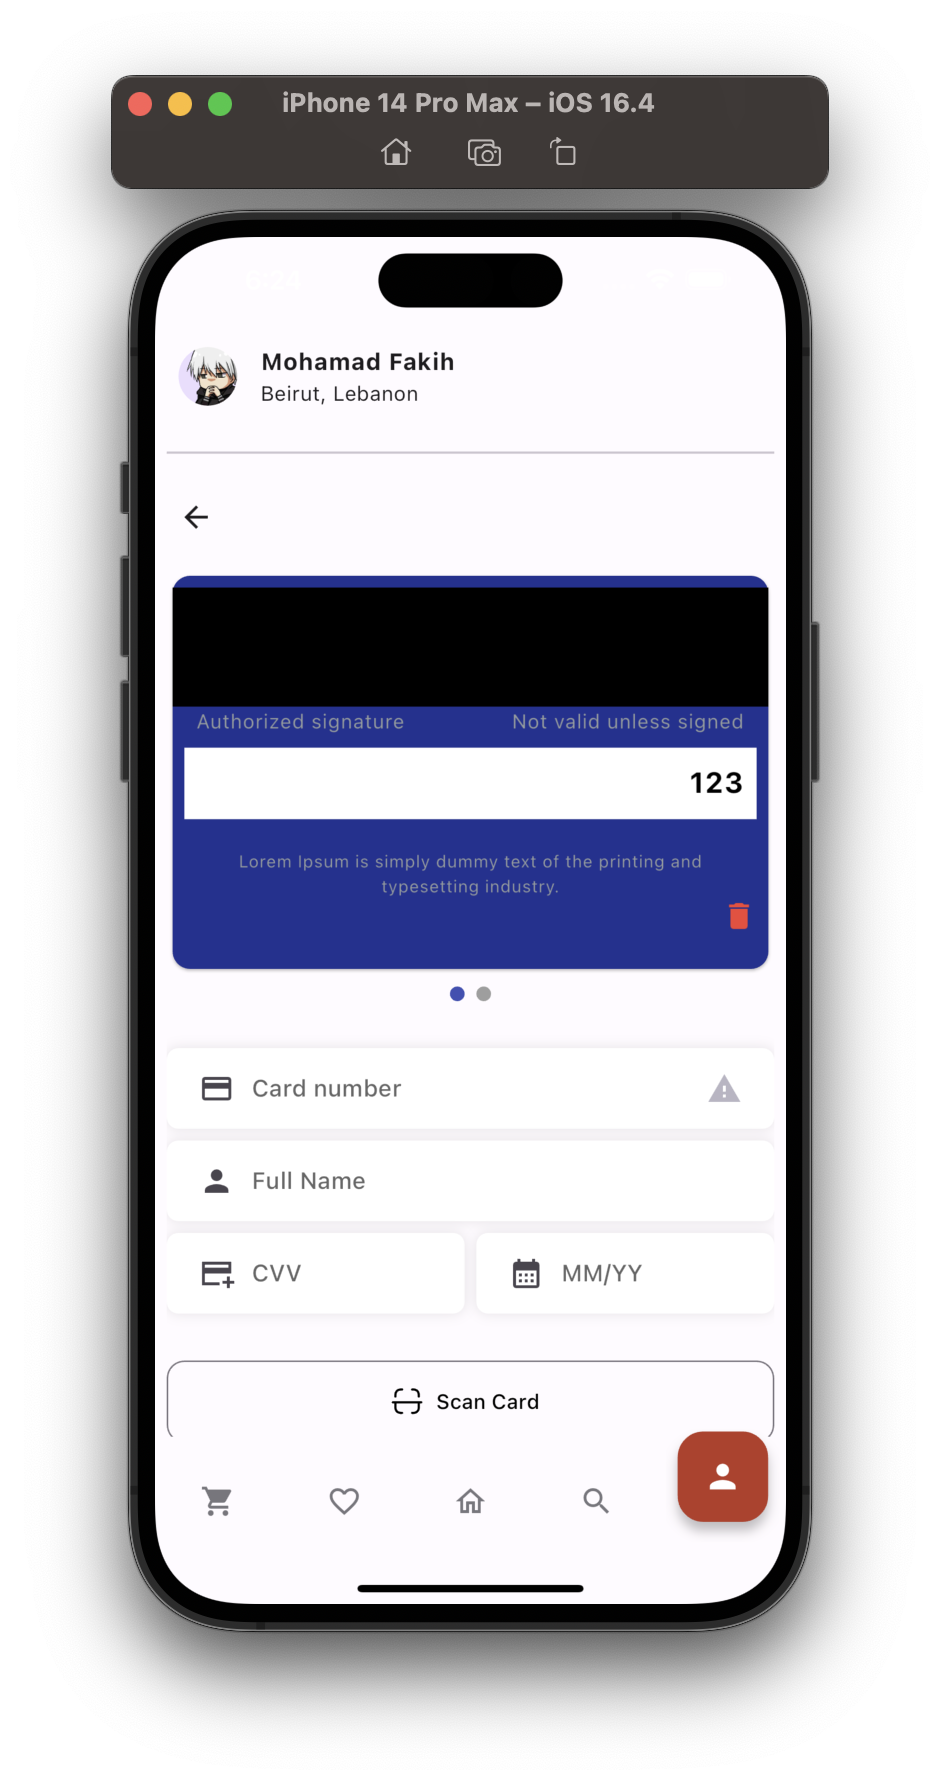 iPhone 14 Pro Max – iOS 16.4
6:24
Mohamad Fakih
Beirut, Lebanon
Authorized signature
Not valid unless signed
123
Lorem Ipsum is simply dummy text of the printing and
typesetting industry.
Card number
Full Name
CVV
MM/YY
Scan Card